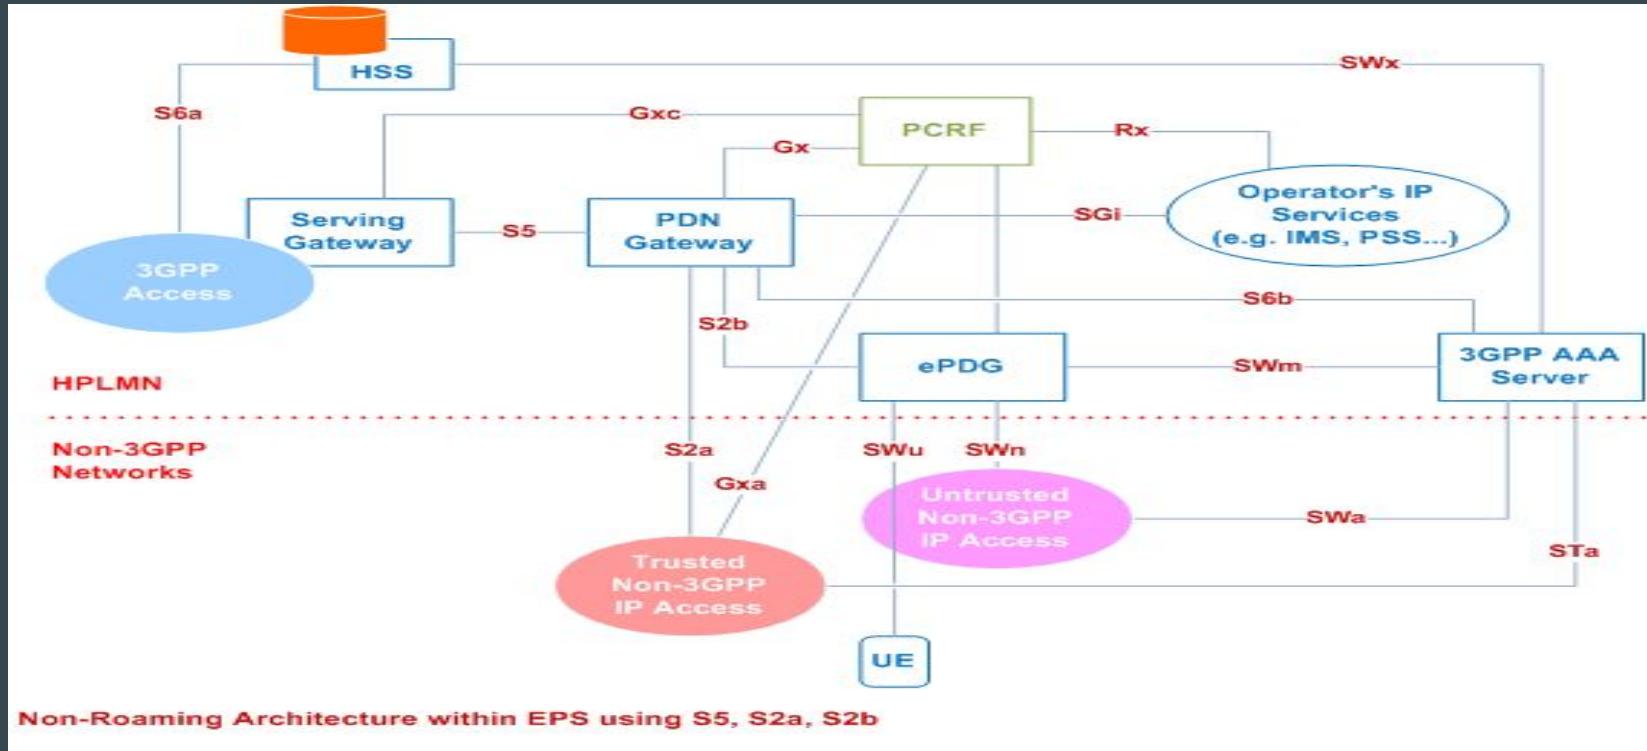 HSS
SWx
S6a
Gxc
PCRF
Rx
Gx
Serving
Gateway
S5
PDN
Gateway
SGi
Operator's IP
Services
(e.g. IMS, PSS...)
3GPP
Access
S6b
S2b
ePDG
SWm
3GPP AAA
Server
HPLMN
Non-3GPP
Networks
S2a
SWu
SWn
Gxa
Untrusted
Non-3GPP
IP Access
SWa
STa
Trusted
Non-3GPP
IP Access
UE
Non-Roaming Architecture within EPS using S5, S2a, S2b